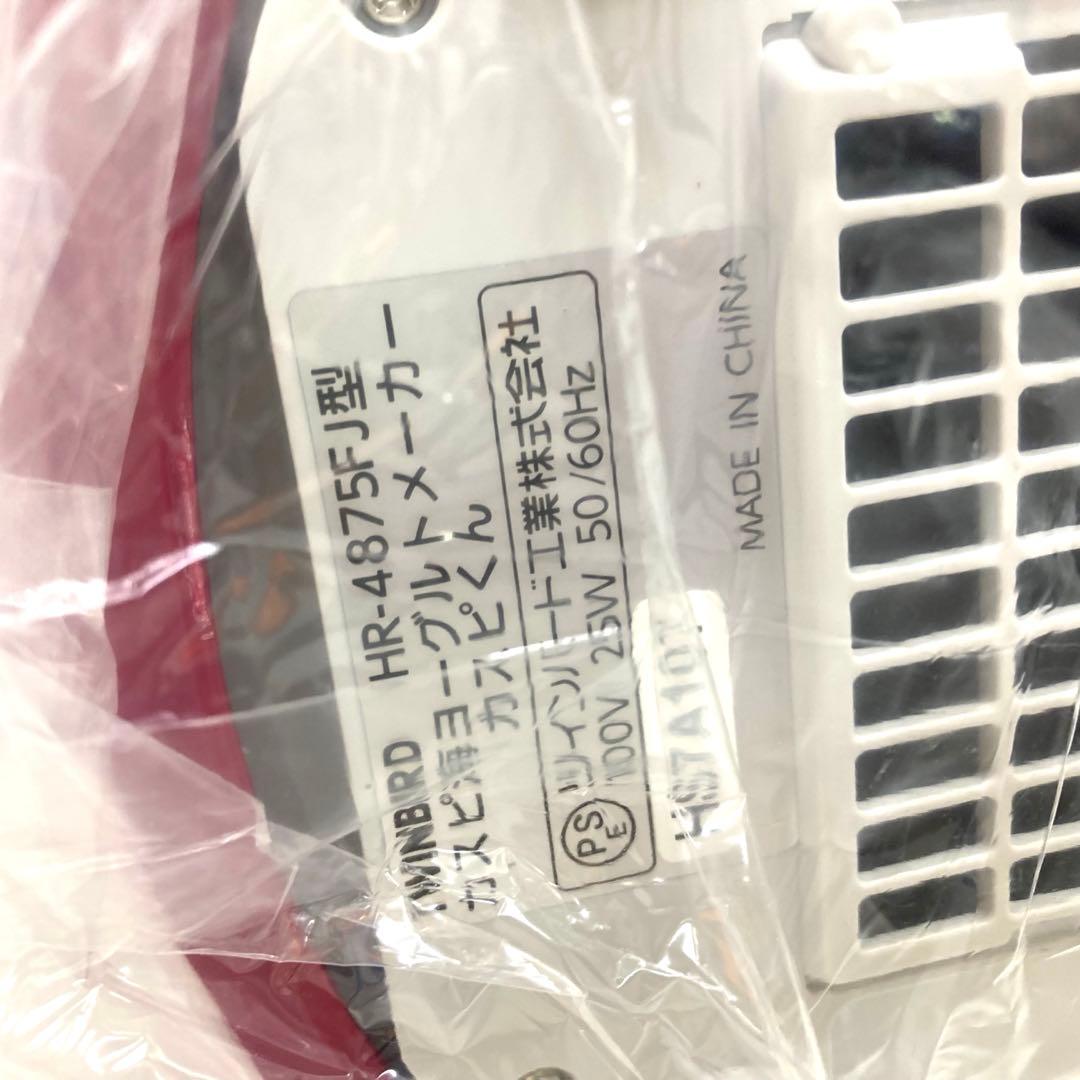 TWINBIRD HR-4875FJ型
カスピ海ヨーグルトメーカー
カスピくん
PSE ツインバード工業株式会社
100V 25W 50/60Hz
MADE IN CHINA